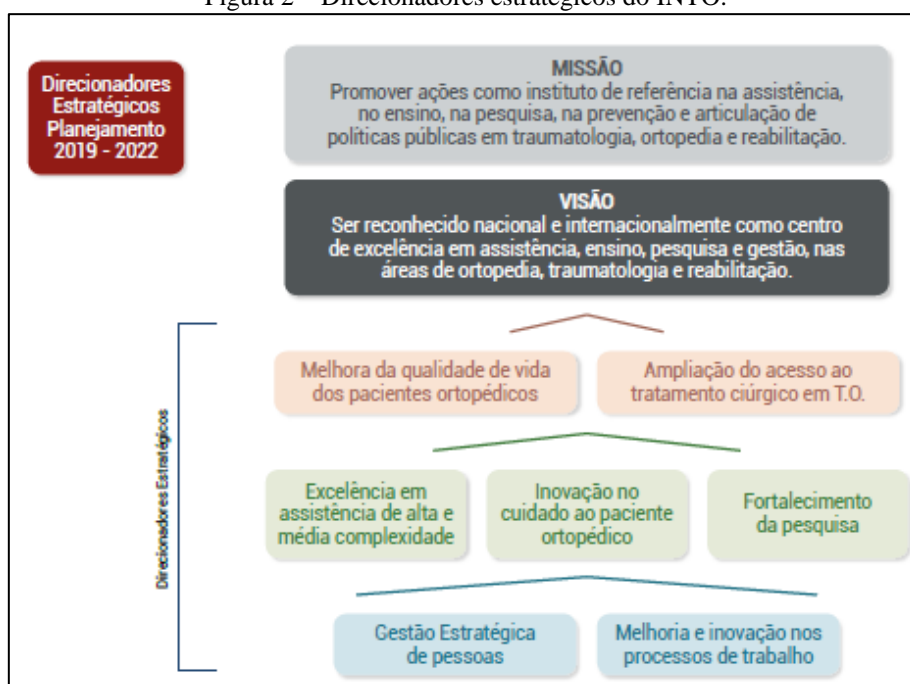 Figura 2 – Direcionadores estratégicos do INTO.
Direcionadores
Estratégicos
Planejamento
2019 - 2022
MISSÃO
Promover ações como instituto de referência na assistência,
no ensino, na pesquisa, na prevenção e articulação de
políticas públicas em traumatologia, ortopedia e reabilitação.
VISÃO
Ser reconhecido nacional e internacionalmente como centro
de excelência em assistência, ensino, pesquisa e gestão, nas
áreas de ortopedia, traumatologia e reabilitação.
Direcionadores Estratégicos
Melhora da qualidade de vida
dos pacientes ortopédicos
Ampliação do acesso ao
tratamento ciúrgico em T.O.
Excelência em
assistência de alta e
média complexidade
Inovação no
cuidado ao paciente
ortopédico
Fortalecimento
da pesquisa
Gestão Estratégica
de pessoas
Melhoria e inovação nos
processos de trabalho